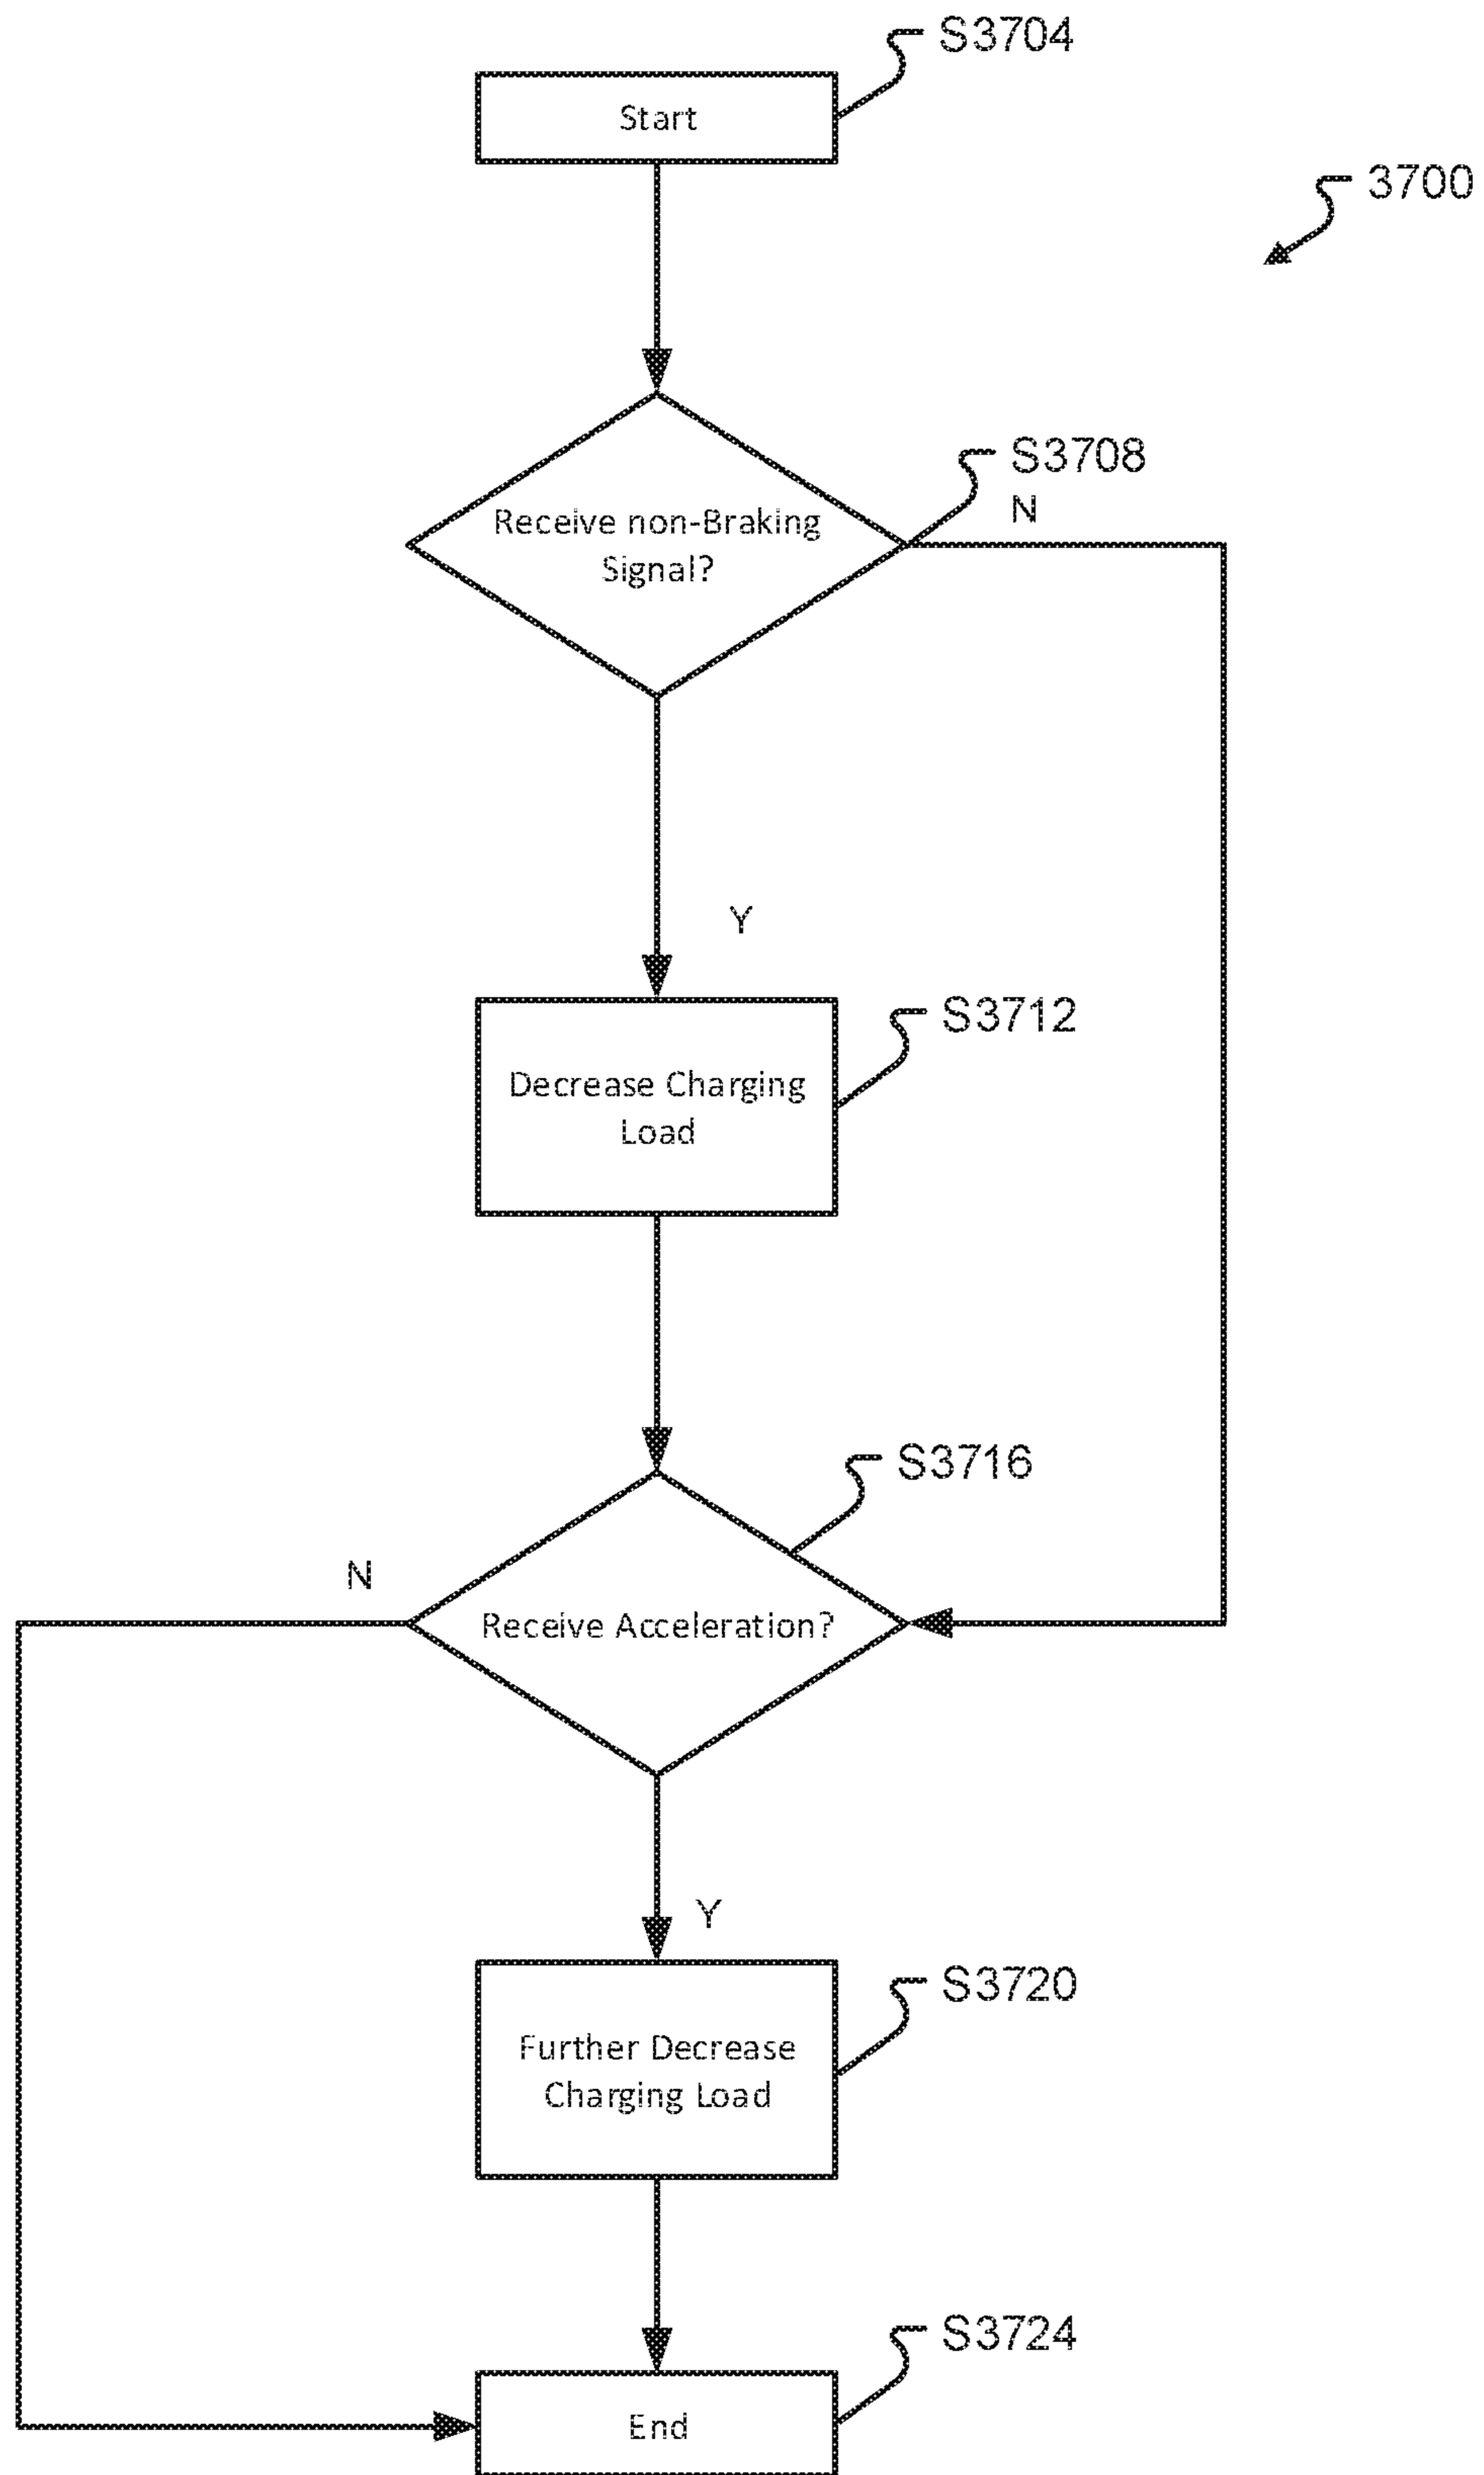 S3704
Start
3700
S3708
N
Receive non-Braking
Signal?
Y
S3712
Decrease Charging
Load
S3716
N
Receive Acceleration?
Y
S3720
Further Decrease
Charging Load
S3724
End